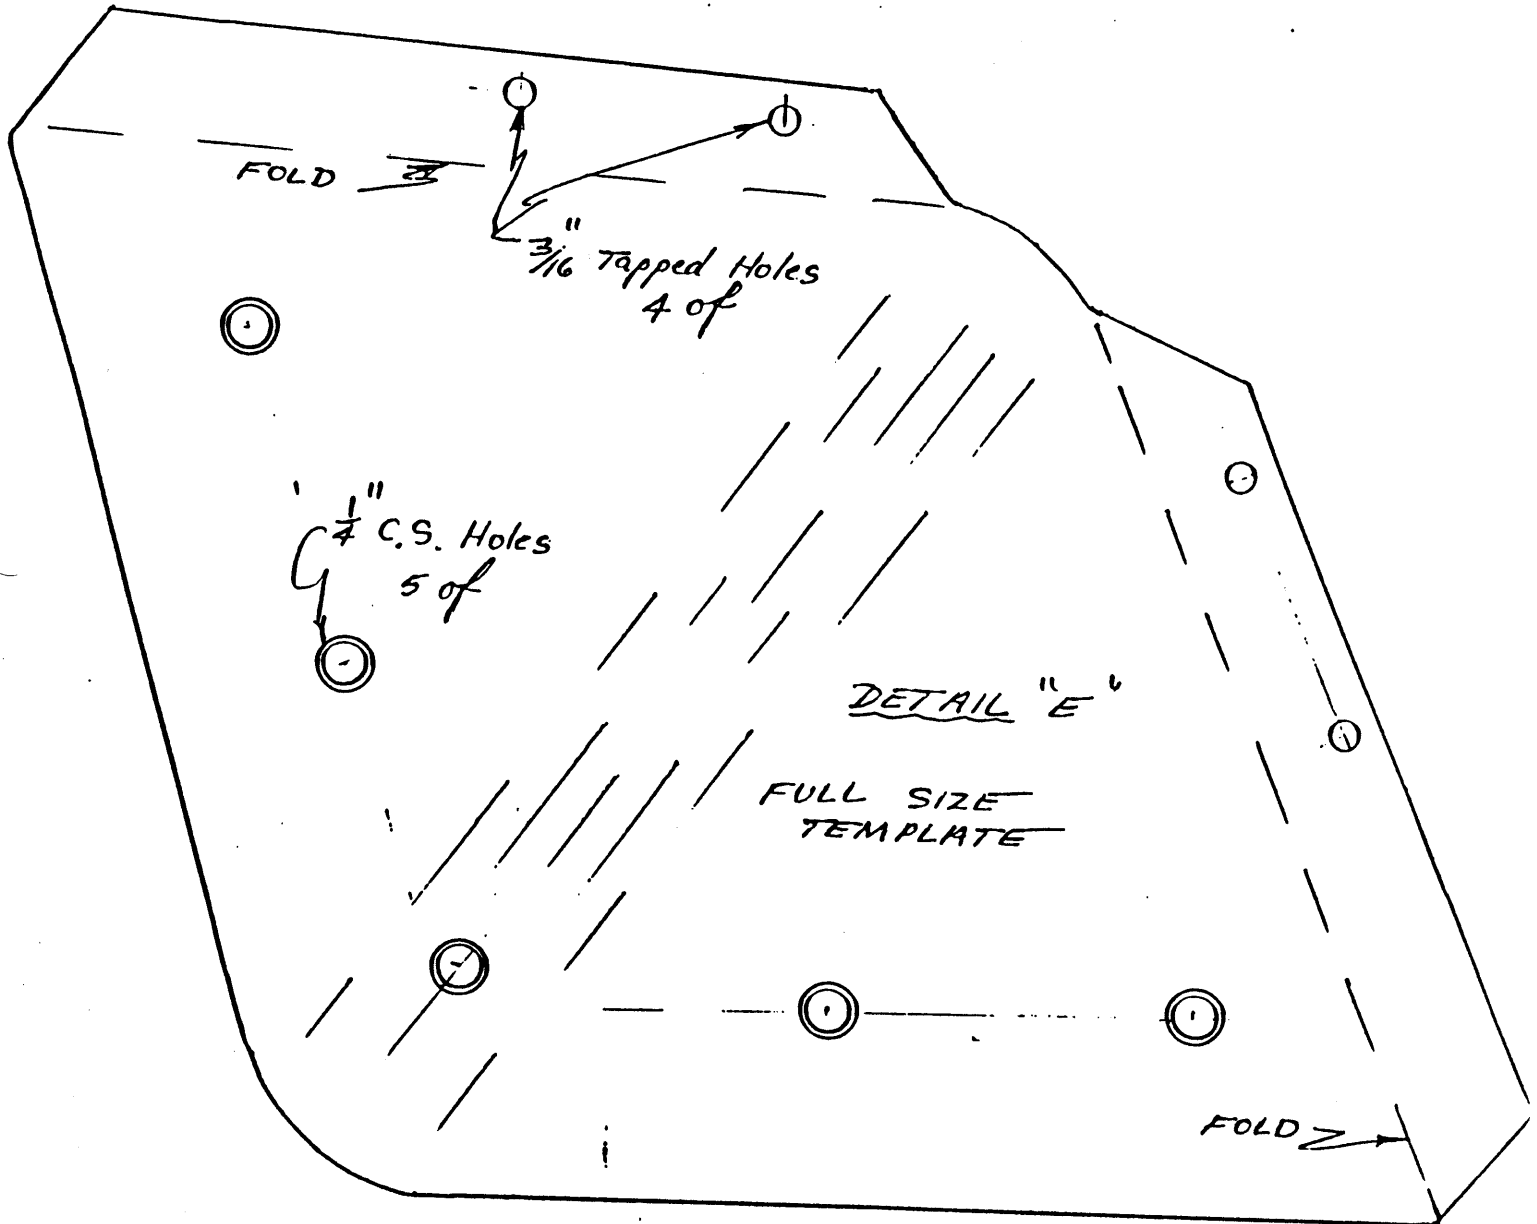 FOLD
3/16" Tapped Holes
4 of
1/4" C.S. Holes
5 of
DETAIL "E"
FULL SIZE
TEMPLATE
FOLD